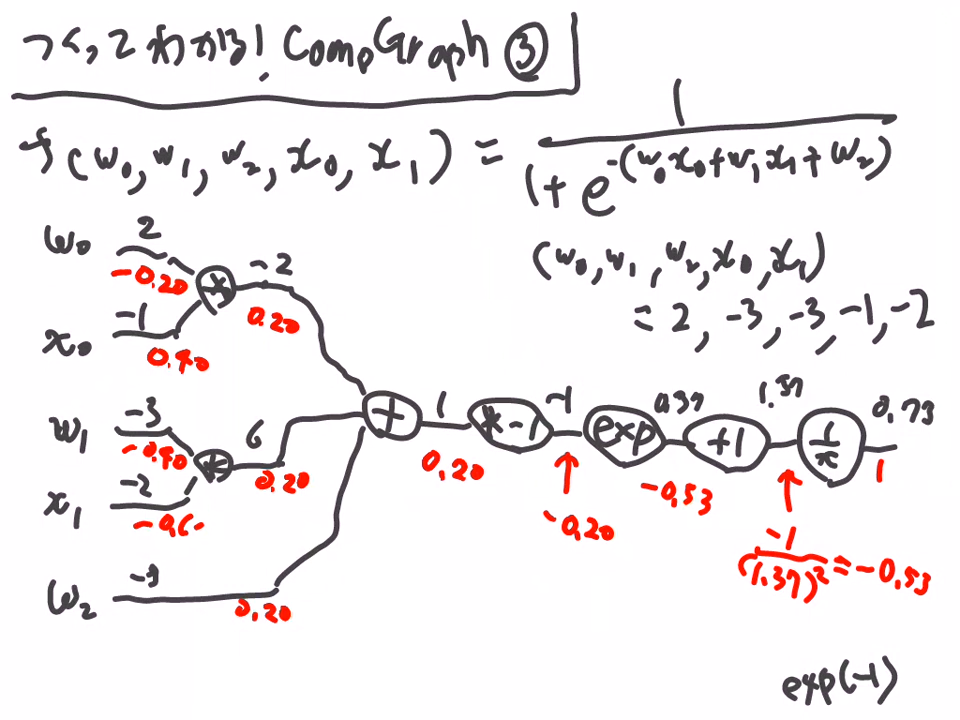 つくってわかる! CompGraph ③
f(w₀, w₁, w₂, x₀, x₁) = 1 / (1 + e^-(w₀x₀+w₁x₁+w₂))
(w₀, w₁, w₂, x₀, x₁)
= 2, -3, -3, -1, -2
w₀ 2 -0.20
* -2 0.20
x₀ -1 0.40
w₁ -3 -0.40
* 6 0.20
x₁ -2 -0.6
w₂ -3 0.20
+ 1 0.20
*-1 -1 -0.20
exp 0.37 -0.53
+1 1.37
-1/(1.37)² = -0.53
1/x 0.73 1
exp(-1)